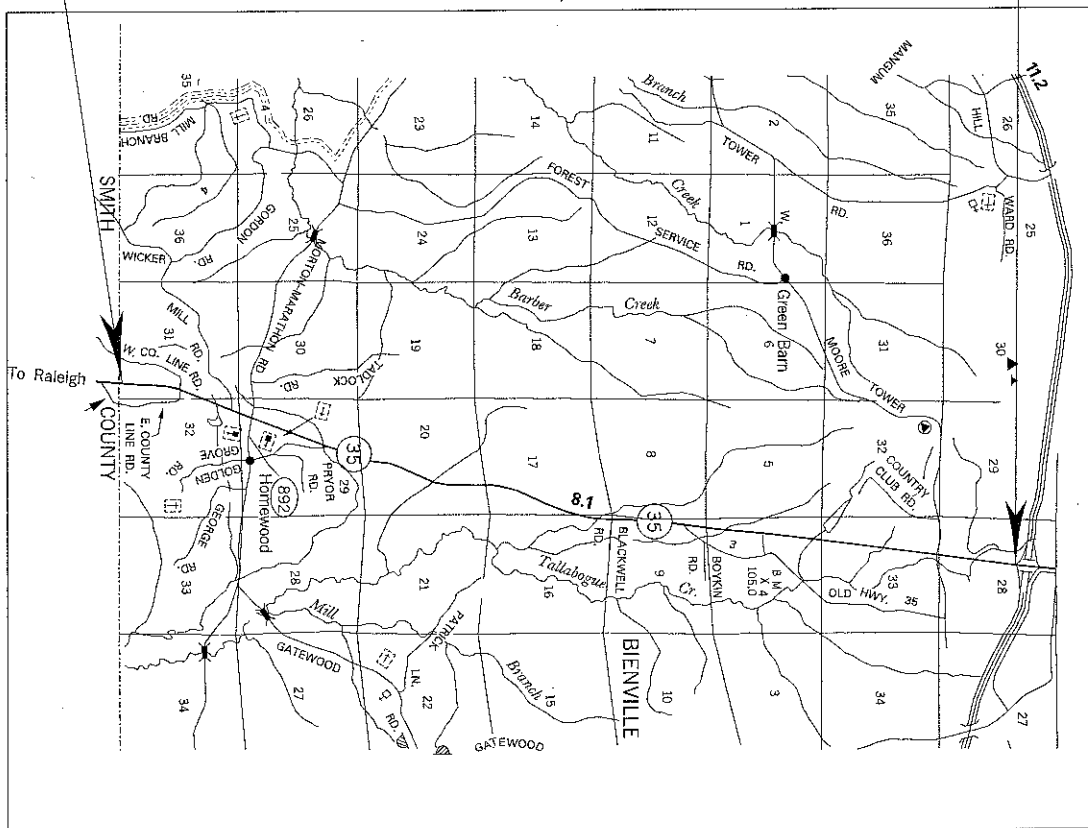 MANGUM
11.2
HILL
26
35
2
Branch
11
14
23
26
4
35
MILL BRANCH
RD.
TOWER
RD.
WARD RD.
25
36
W.
1
Creek
FOREST
SERVICE
RD.
12
13
24
25
GORDON
RD.
4
36
WICKER
MILL
RD.
SMITH
COUNTY
MORTON-MARATHON RD
Green Barn
MOORE
TOWER
30
31
6
Creek
Barber
7
18
19
30
31
TADLOCK
RD.
W. CO. LINE RD.
To Raleigh
E. COUNTY
LINE RD.
32
GROVE
GOLDEN
RD.
Homewood
892
PRYOR
RD.
29
35
20
17
8
5
32
COUNTRY
CLUB RD.
29
8.1
35
BLACKWELL
RD.
BOYKIN
RD.
3
B M
X 4
105.0
OLD HWY. 35
33
28
Tallabogue
Cr.
9
16
21
28
33
GEORGE
RD
Mill
Branch
PATRICK
LN.
GATEWOOD
RD.
34
27
22
15
BIENVILLE
10
3
34
27
GATEWOOD